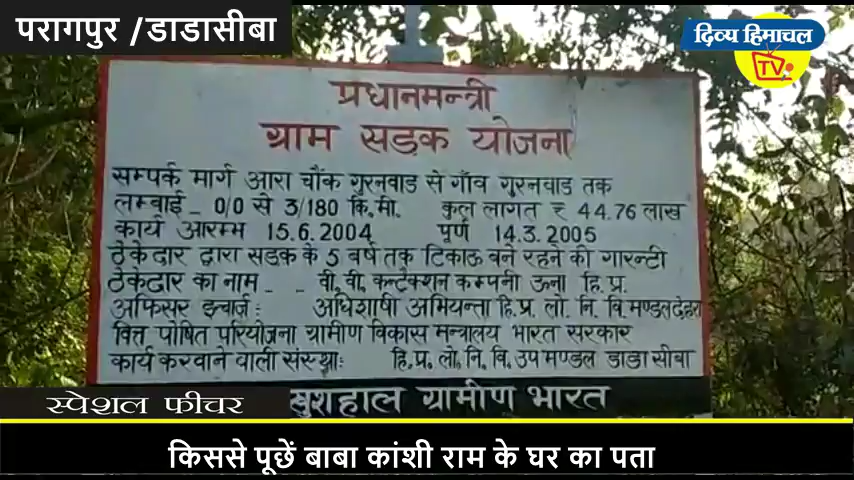 परागपुर /डाडासीबा
दिव्य हिमाचल
TV
प्रधानमन्त्री
ग्राम सड़क योजना
सम्पर्क मार्ग आरा चौंक गुरनवाड से गाँव गुरनवाड तक
लम्बाई _ 0/0 से 3/180 कि.मी. कुल लागत ₹ 44.76 लाख
कार्य आरम्भ 15.6.2004 पूर्ण 14.3.2005
ठेकेदार द्वारा सड़क के 5 वर्ष तक टिकाऊ बने रहने की गारन्टी
ठेकेदार का नाम _ _ वी. वी. कन्ट्रैक्शन कम्पनी ऊना हि.प्र.
अफिसर इन्चार्ज : अधिशाषी अभियन्ता हि.प्र. लो. नि. वि. मण्डल देहरा
वित्त पोषित परियोजना ग्रामीण विकास मन्त्रालय भारत सरकार
कार्य करवाने वाली संस्था: हि.प्र. लो. नि. वि. उप मण्डल डाडा सीबा
खुशहाल ग्रामीण भारत
स्पेशल फीचर
किससे पूछें बाबा कांशी राम के घर का पता